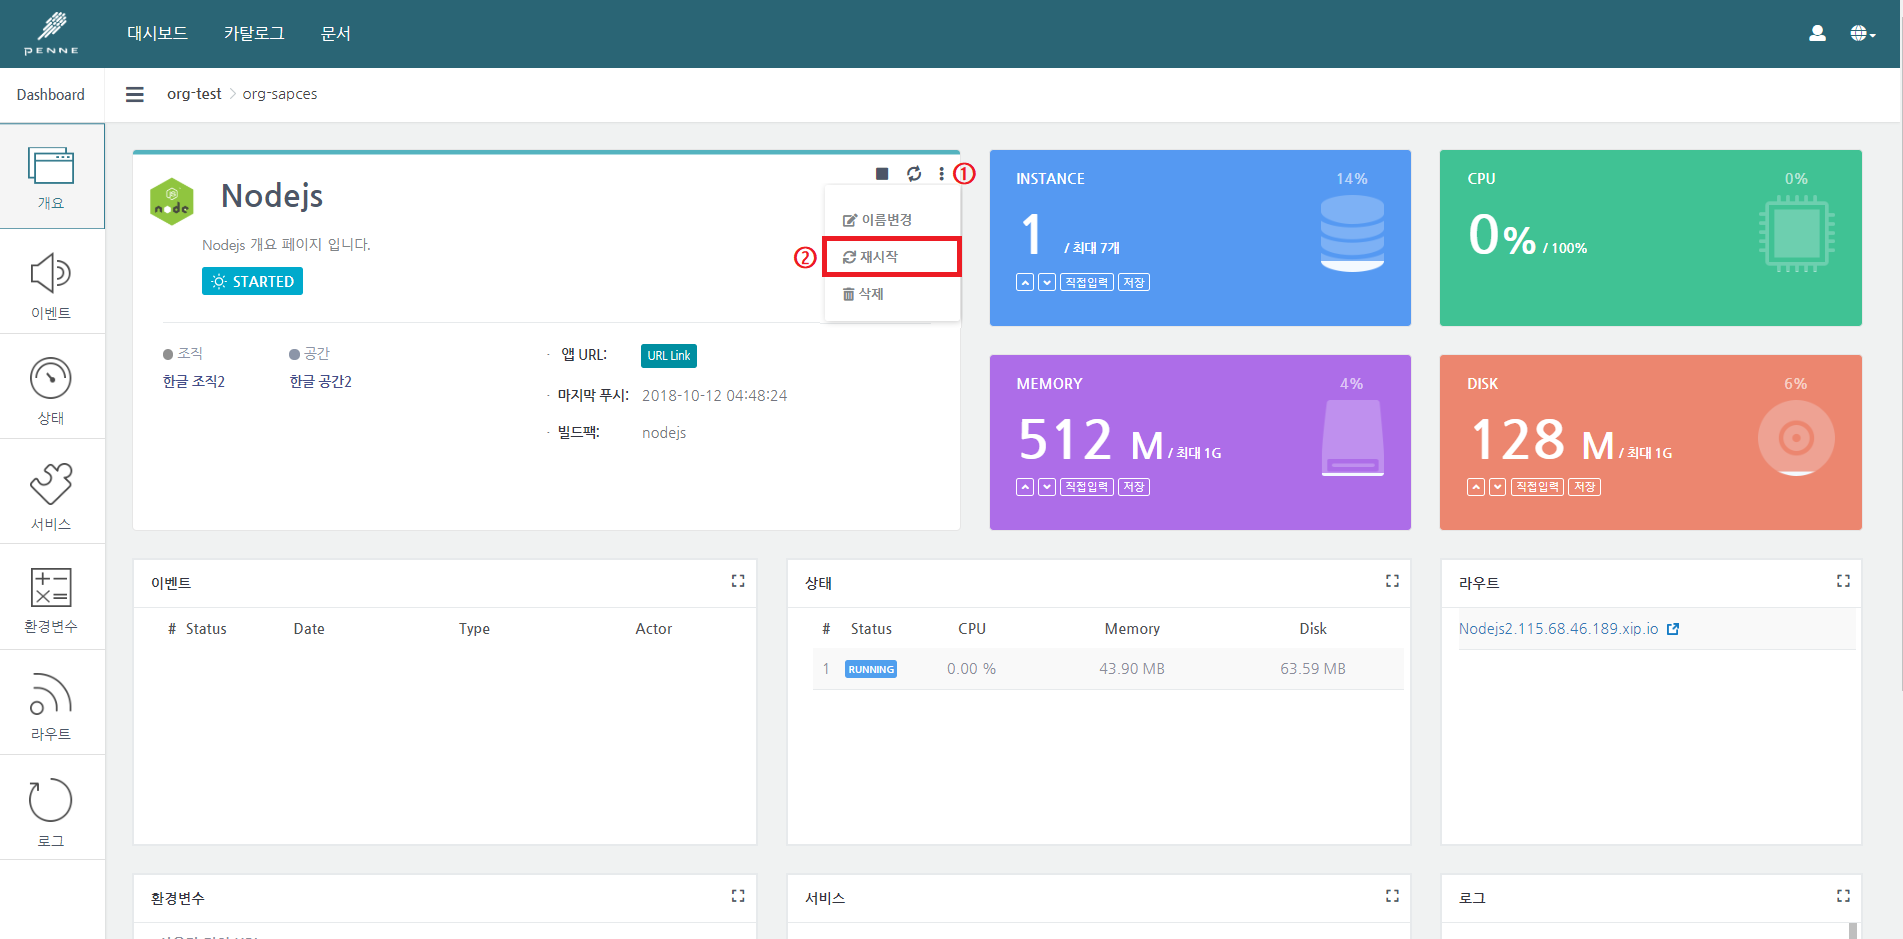 PENNE
대시보드 카탈로그 문서
Dashboard
org-test > org-sapces
개요
이벤트
상태
서비스
환경변수
라우트
로그
node
JS
Nodejs
①
이름변경
② 재시작
삭제
Nodejs 개요 페이지 입니다.
STARTED
조직 공간
한글 조직2 한글 공간2
· 앱 URL: URL Link
· 마지막 푸시: 2018-10-12 04:48:24
· 빌드팩: nodejs
INSTANCE 14%
1 / 최대 7개
직접입력 저장
CPU 0%
0% / 100%
MEMORY 4%
512 M / 최대 1G
직접입력 저장
DISK 6%
128 M / 최대 1G
직접입력 저장
이벤트
# Status Date Type Actor
상태
# Status CPU Memory Disk
1 RUNNING 0.00 % 43.90 MB 63.59 MB
라우트
Nodejs2.115.68.46.189.xip.io
환경변수
서비스
로그